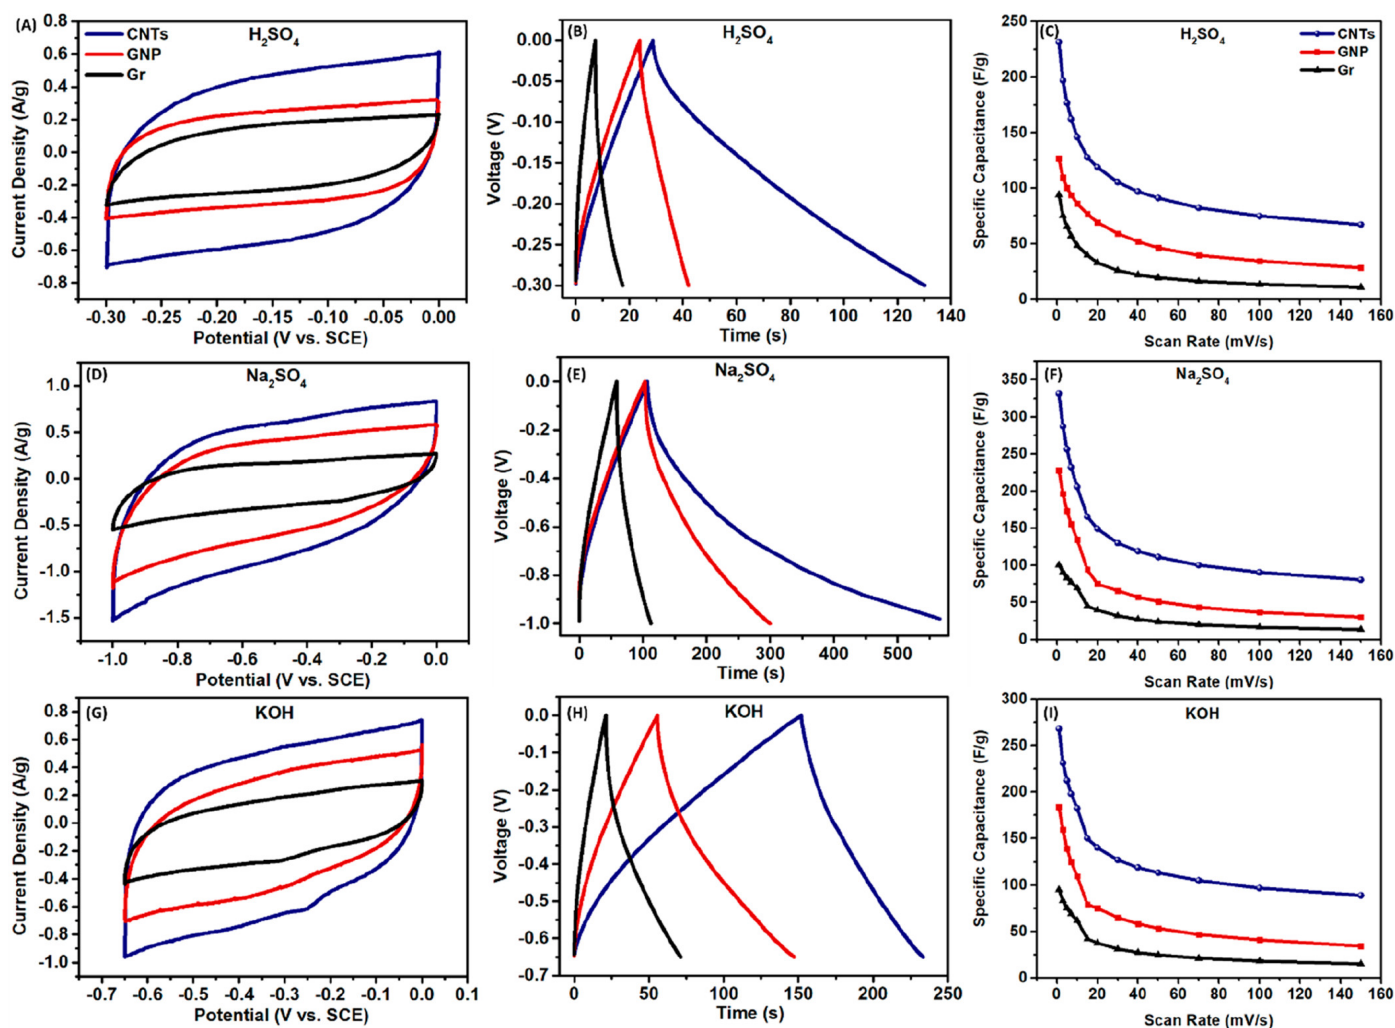 (A)
H₂SO₄
CNTs
GNP
Gr
0.8
0.6
0.4
0.2
0.0
-0.2
-0.4
-0.6
-0.8
Current Density (A/g)
-0.30 -0.25 -0.20 -0.15 -0.10 -0.05 0.00
Potential (V vs. SCE)
(B)
H₂SO₄
0.00
-0.05
-0.10
-0.15
-0.20
-0.25
-0.30
Voltage (V)
0 20 40 60 80 100 120 140
Time (s)
(C)
H₂SO₄
CNTs
GNP
Gr
250
200
150
100
50
0
Specific Capacitance (F/g)
0 20 40 60 80 100 120 140 160
Scan Rate (mV/s)
(D)
Na₂SO₄
1.0
0.5
0.0
-0.5
-1.0
-1.5
Current Density (A/g)
-1.0 -0.8 -0.6 -0.4 -0.2 0.0
Potential (V vs. SCE)
(E)
Na₂SO₄
0.0
-0.2
-0.4
-0.6
-0.8
-1.0
Voltage (V)
0 100 200 300 400 500
Time (s)
(F)
Na₂SO₄
350
300
250
200
150
100
50
0
Specific Capacitance (F/g)
0 20 40 60 80 100 120 140 160
Scan Rate (mV/s)
(G)
KOH
0.8
0.6
0.4
0.2
0.0
-0.2
-0.4
-0.6
-0.8
-1.0
Current Density (A/g)
-0.7 -0.6 -0.5 -0.4 -0.3 -0.2 -0.1 0.0 0.1
Potential (V vs. SCE)
(H)
KOH
0.0
-0.1
-0.2
-0.3
-0.4
-0.5
-0.6
-0.7
Voltage (V)
0 50 100 150 200 250
Time (s)
(I)
KOH
300
250
200
150
100
50
0
Specific Capacitance (F/g)
0 20 40 60 80 100 120 140 160
Scan Rate (mV/s)